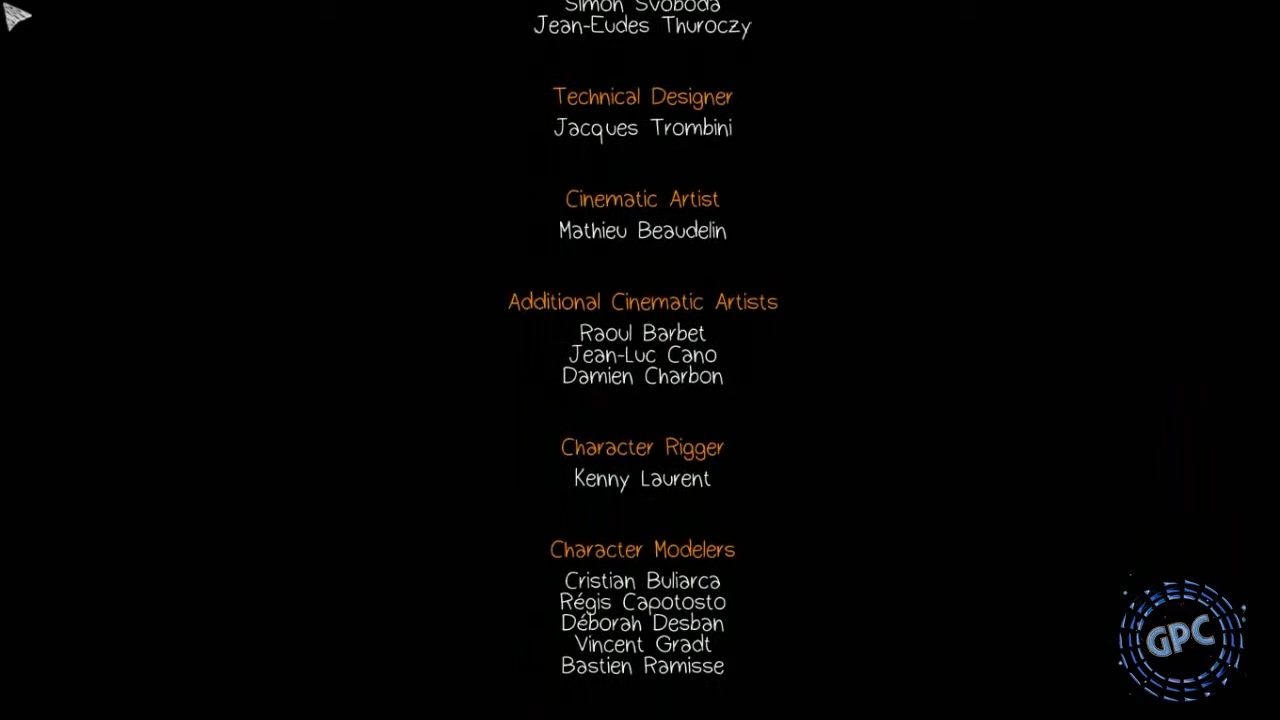 Simon Svoboda
Jean-Eudes Thuroczy
Technical Designer
Jacques Trombini
Cinematic Artist
Mathieu Beaudelin
Additional Cinematic Artists
Raoul Barbet
Jean-Luc Cano
Damien Charbon
Character Rigger
Kenny Laurent
Character Modelers
Cristian Buliarca
Régis Capotosto
Déborah Desban
Vincent Gradt
Bastien Ramisse
GPC